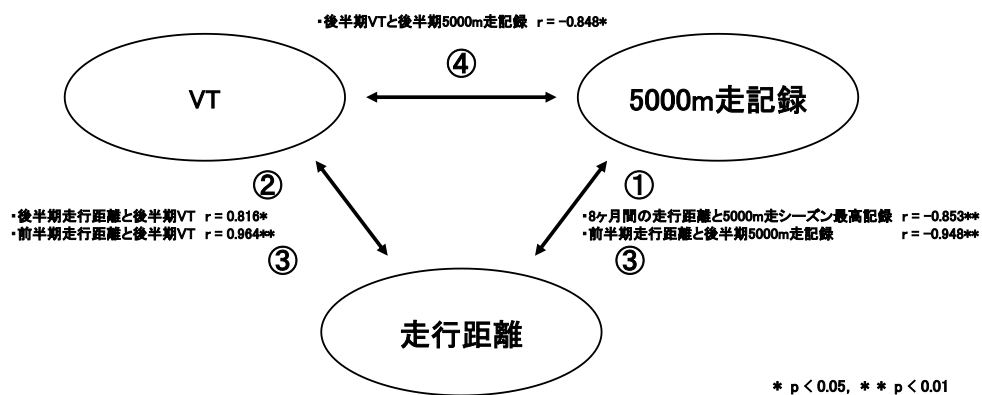 ・後半期VTと後半期5000m走記録 r = -0.848*
④
VT
5000m走記録
②
①
・後半期走行距離と後半期VT r = 0.816*
・前半期走行距離と後半期VT r = 0.964**
・8ヶ月間の走行距離と5000m走シーズン最高記録 r = -0.853**
・前半期走行距離と後半期5000m走記録 r = -0.948**
③
③
走行距離
* p < 0.05, * * p < 0.01